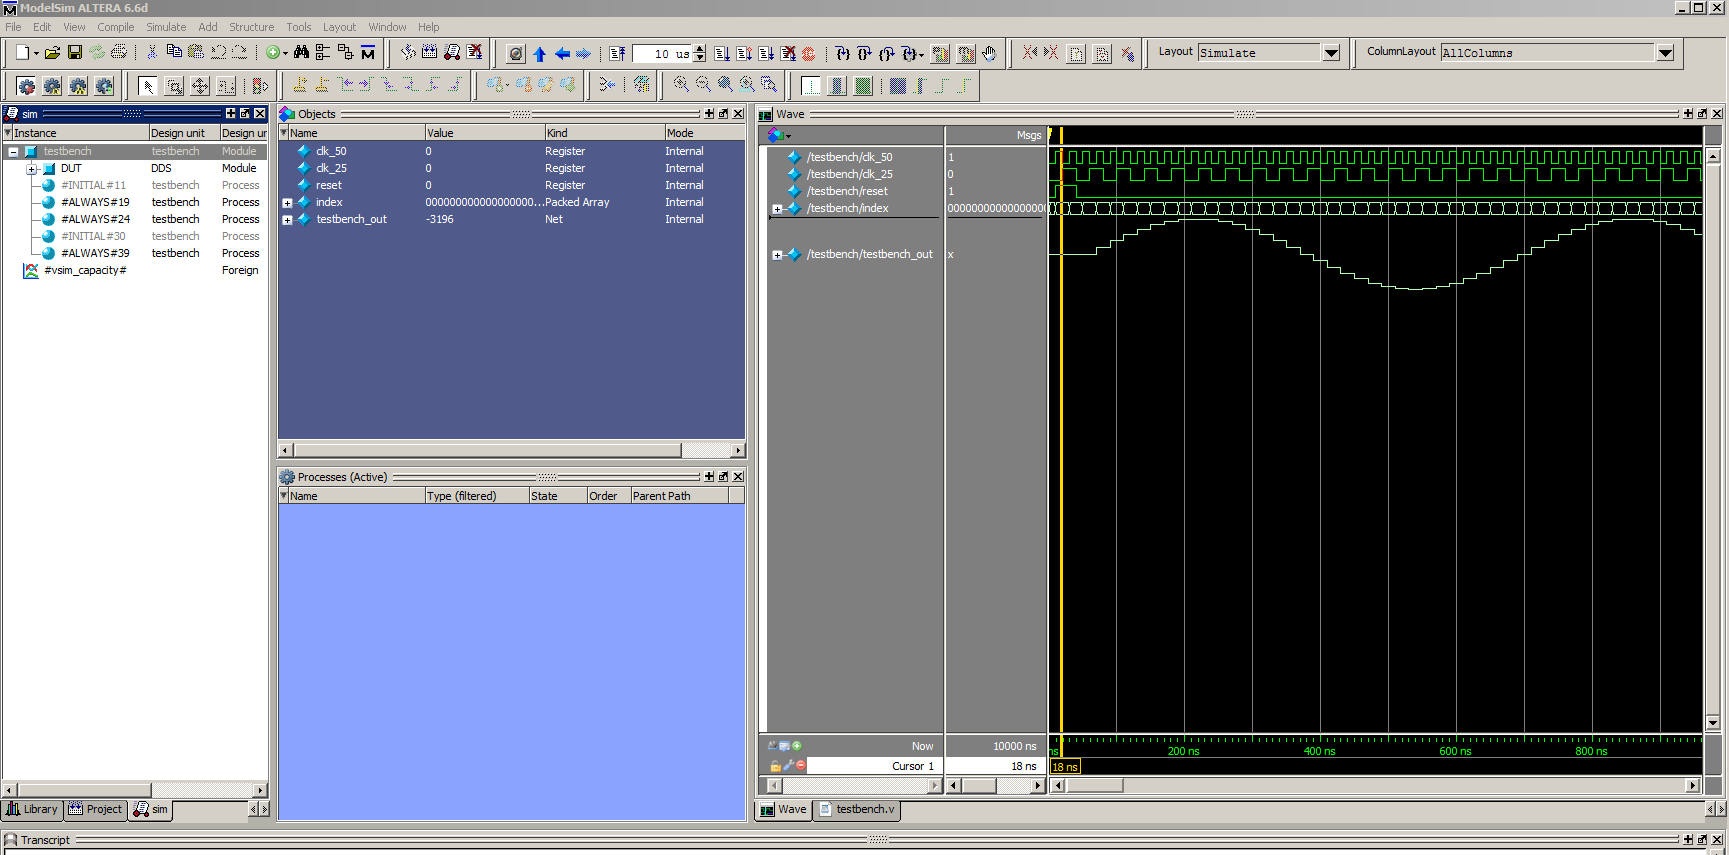 ModelSim ALTERA 6.6d
File Edit View Compile Simulate Add Structure Tools Layout Window Help
10 us
Layout Simulate
ColumnLayout AllColumns
sim
Instance Design unit Design ur
testbench testbench Module
DUT DDS Module
#INITIAL#11 testbench Process
#ALWAYS#19 testbench Process
#ALWAYS#24 testbench Process
#INITIAL#30 testbench Process
#ALWAYS#39 testbench Process
#vsim_capacity# Foreign
Library Project sim
Objects
Name Value Kind Mode
clk_50 0 Register Internal
clk_25 0 Register Internal
reset 0 Register Internal
index 000000000000000000... Packed Array Internal
testbench_out -3196 Net Internal
Processes (Active)
Name Type (filtered) State Order Parent Path
Wave
Msgs
/testbench/clk_50 1
/testbench/clk_25 0
/testbench/reset 1
/testbench/index 0000000000000000
/testbench/testbench_out x
Now 10000 ns
ns 200 ns 400 ns 600 ns 800 ns
Cursor 1 18 ns
18 ns
Wave testbench.v
Transcript